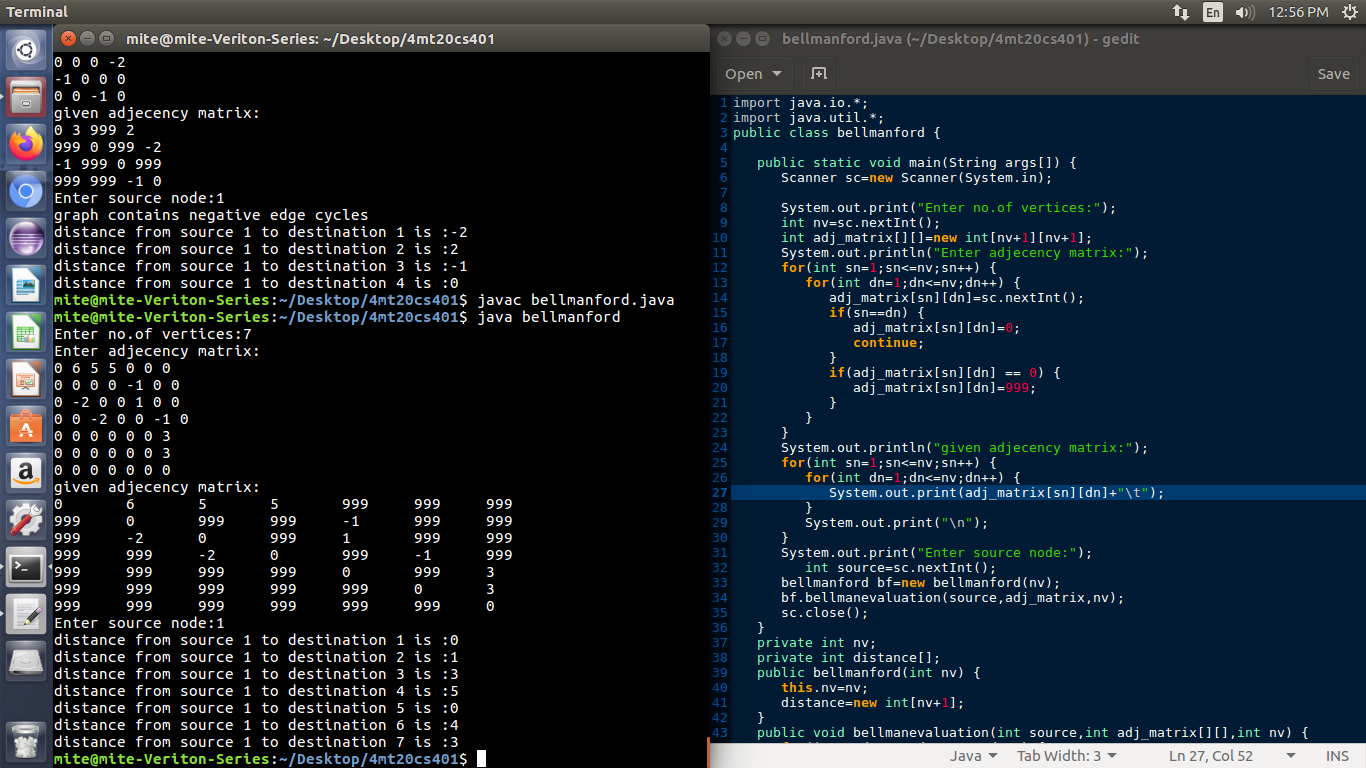 Terminal
En
12:56 PM
mite@mite-Veriton-Series: ~/Desktop/4mt20cs401
0 0 0 -2
-1 0 0 0
0 0 -1 0
given adjecency matrix:
0 3 999 2
999 0 999 -2
-1 999 0 999
999 999 -1 0
Enter source node:1
graph contains negative edge cycles
distance from source 1 to destination 1 is :-2
distance from source 1 to destination 2 is :2
distance from source 1 to destination 3 is :-1
distance from source 1 to destination 4 is :0
mite@mite-Veriton-Series:~/Desktop/4mt20cs401$ javac bellmanford.java
mite@mite-Veriton-Series:~/Desktop/4mt20cs401$ java bellmanford
Enter no.of vertices:7
Enter adjecency matrix:
0 6 5 5 0 0 0
0 0 0 0 -1 0 0
0 -2 0 0 1 0 0
0 0 -2 0 0 -1 0
0 0 0 0 0 0 3
0 0 0 0 0 0 3
0 0 0 0 0 0 0
given adjecency matrix:
0 6 5 5 999 999 999
999 0 999 999 -1 999 999
999 -2 0 999 1 999 999
999 999 -2 0 999 -1 999
999 999 999 999 0 999 3
999 999 999 999 999 0 3
999 999 999 999 999 999 0
Enter source node:1
distance from source 1 to destination 1 is :0
distance from source 1 to destination 2 is :1
distance from source 1 to destination 3 is :3
distance from source 1 to destination 4 is :5
distance from source 1 to destination 5 is :0
distance from source 1 to destination 6 is :4
distance from source 1 to destination 7 is :3
mite@mite-Veriton-Series:~/Desktop/4mt20cs401$
bellmanford.java (~/Desktop/4mt20cs401) - gedit
Open
Save
1 import java.io.*;
2 import java.util.*;
3 public class bellmanford {
4
5 public static void main(String args[]) {
6 Scanner sc=new Scanner(System.in);
7
8 System.out.print("Enter no.of vertices:");
9 int nv=sc.nextInt();
10 int adj_matrix[][]=new int[nv+1][nv+1];
11 System.out.println("Enter adjecency matrix:");
12 for(int sn=1;sn<=nv;sn++) {
13 for(int dn=1;dn<=nv;dn++) {
14 adj_matrix[sn][dn]=sc.nextInt();
15 if(sn==dn) {
16 adj_matrix[sn][dn]=0;
17 continue;
18 }
19 if(adj_matrix[sn][dn] == 0) {
20 adj_matrix[sn][dn]=999;
21 }
22 }
23 }
24 System.out.println("given adjecency matrix:");
25 for(int sn=1;sn<=nv;sn++) {
26 for(int dn=1;dn<=nv;dn++) {
27 System.out.print(adj_matrix[sn][dn]+"\t");
28 }
29 System.out.print("\n");
30 }
31 System.out.print("Enter source node:");
32 int source=sc.nextInt();
33 bellmanford bf=new bellmanford(nv);
34 bf.bellmanevaluation(source,adj_matrix,nv);
35 sc.close();
36 }
37 private int nv;
38 private int distance[];
39 public bellmanford(int nv) {
40 this.nv=nv;
41 distance=new int[nv+1];
42 }
43 public void bellmanevaluation(int source,int adj_matrix[][],int nv) {
Java
Tab Width: 3
Ln 27, Col 52
INS